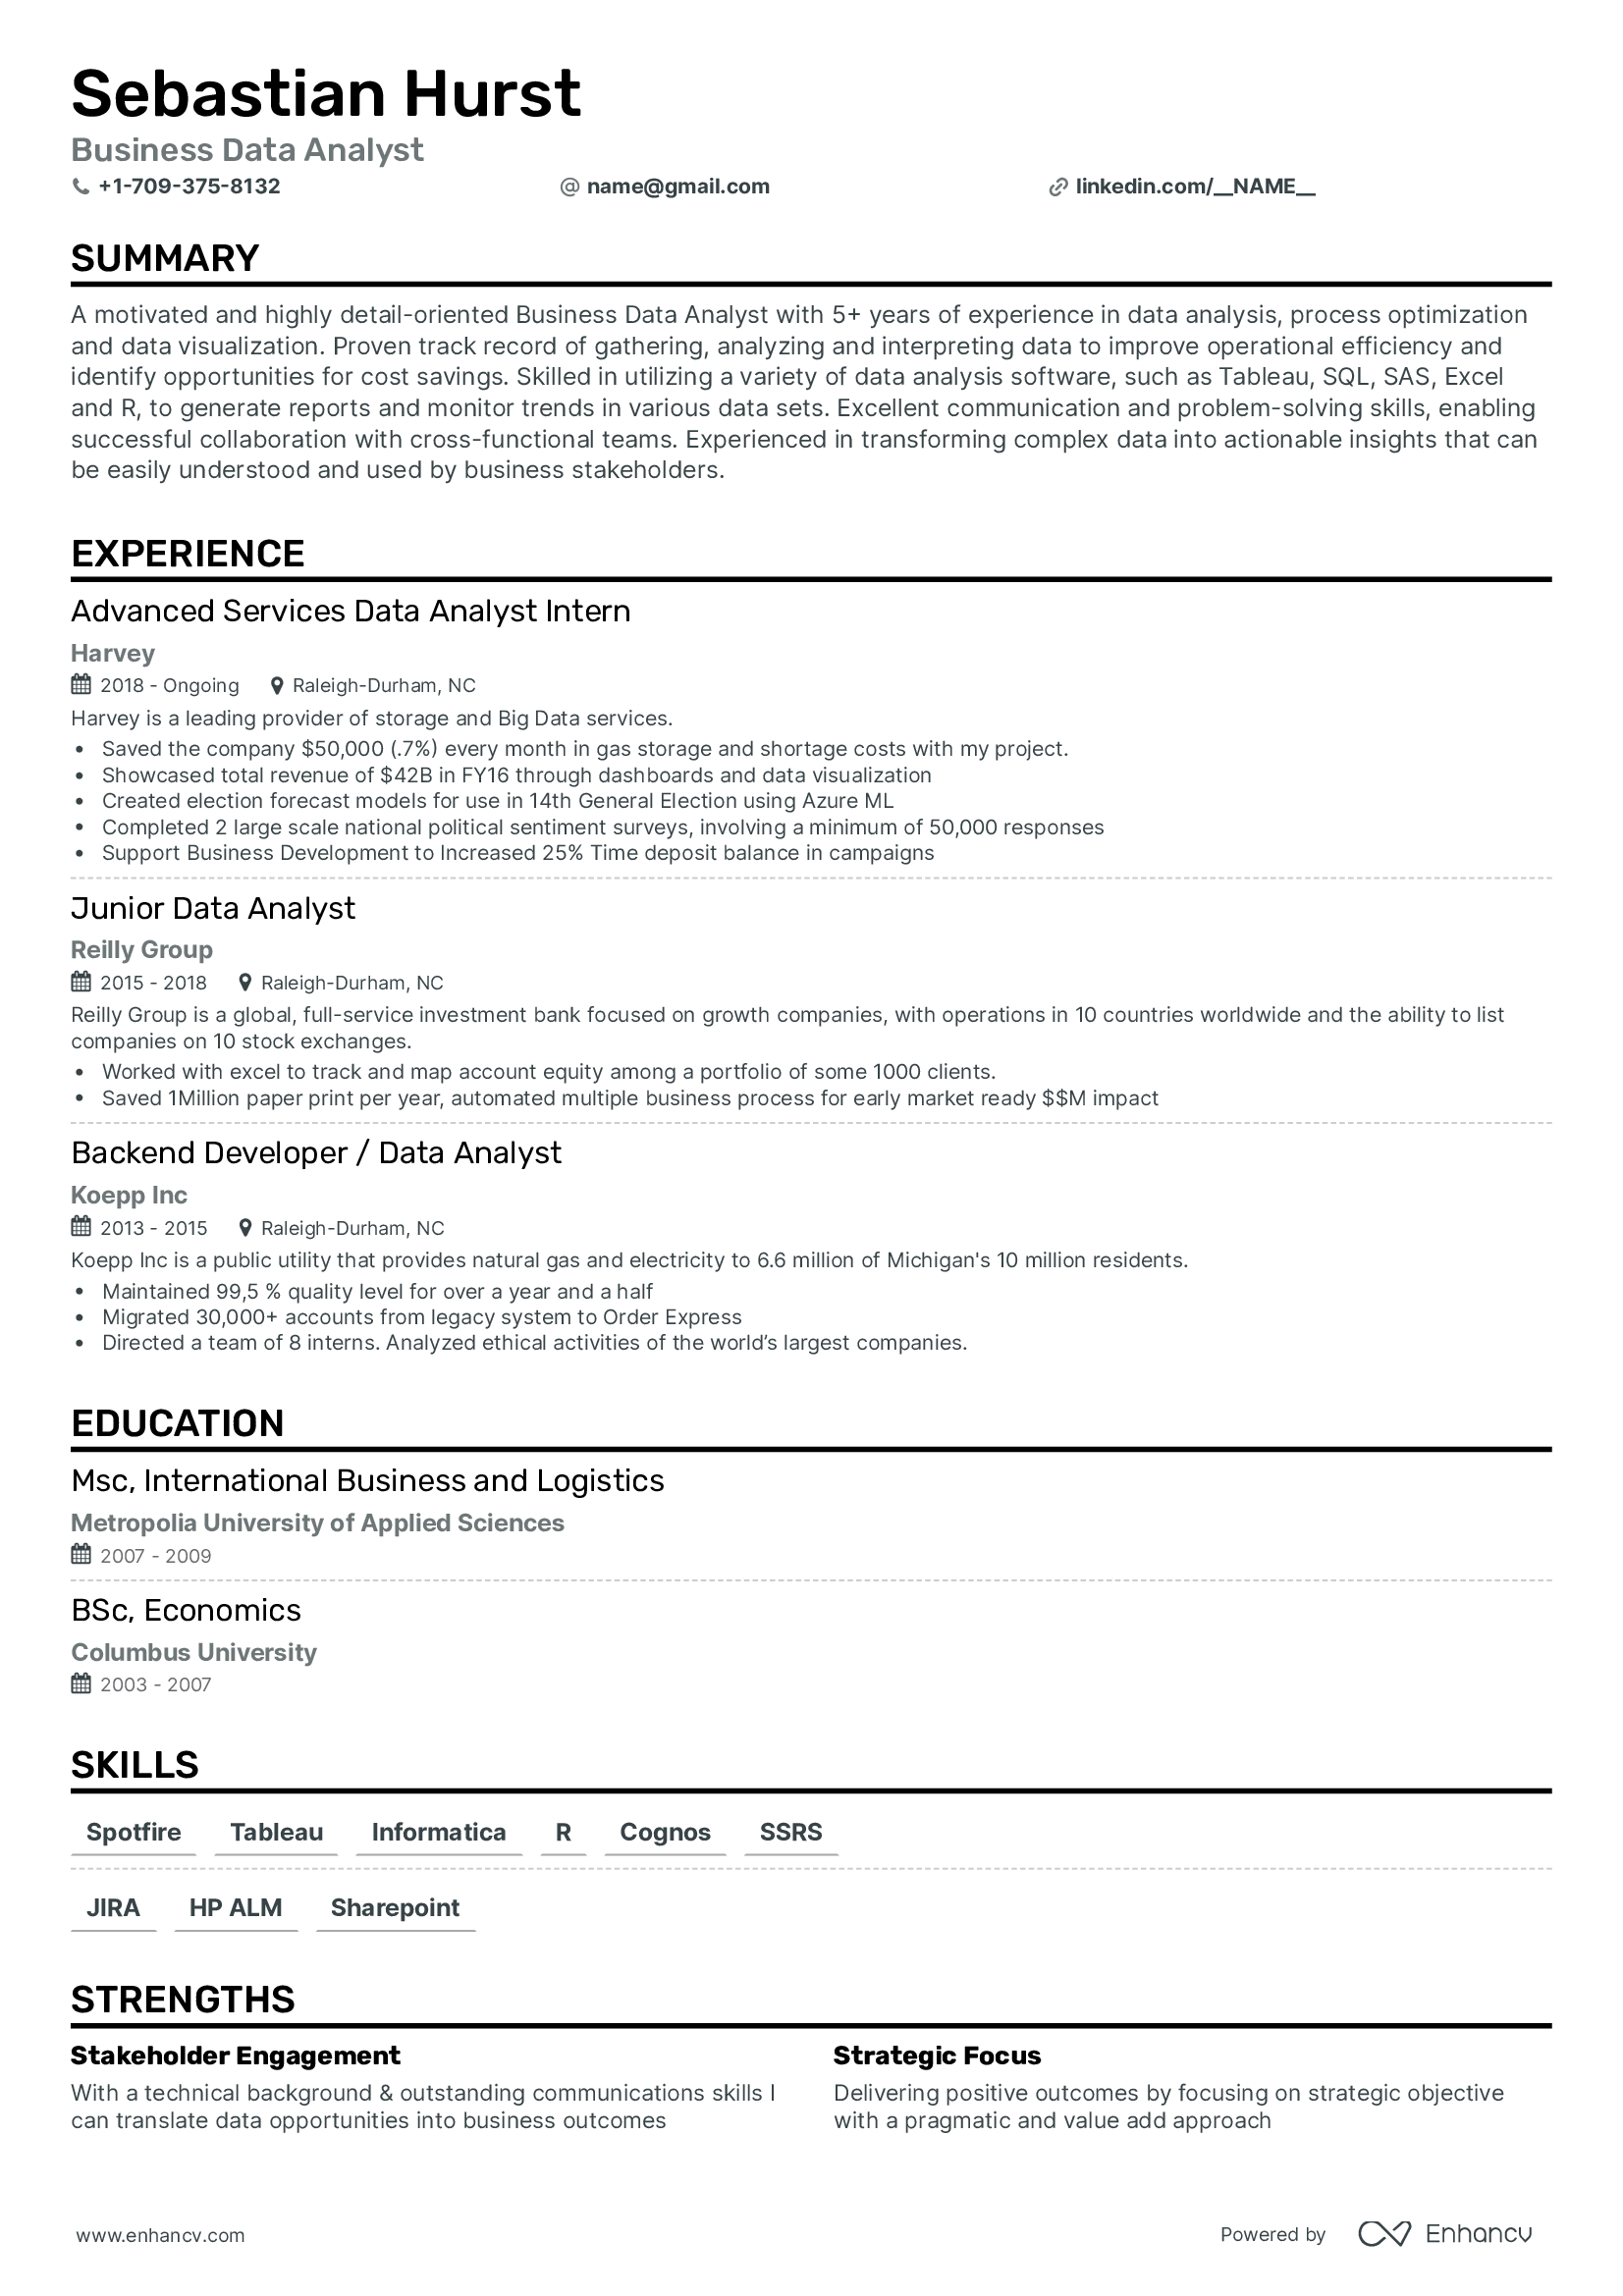 Sebastian Hurst
Business Data Analyst
+1-709-375-8132 name@gmail.com linkedin.com/__NAME__
SUMMARY
A motivated and highly detail-oriented Business Data Analyst with 5+ years of experience in data analysis, process optimization
and data visualization. Proven track record of gathering, analyzing and interpreting data to improve operational efficiency and
identify opportunities for cost savings. Skilled in utilizing a variety of data analysis software, such as Tableau, SQL, SAS, Excel
and R, to generate reports and monitor trends in various data sets. Excellent communication and problem-solving skills, enabling
successful collaboration with cross-functional teams. Experienced in transforming complex data into actionable insights that can
be easily understood and used by business stakeholders.
EXPERIENCE
Advanced Services Data Analyst Intern
Harvey
2018 - Ongoing Raleigh-Durham, NC
Harvey is a leading provider of storage and Big Data services.
• Saved the company $50,000 (.7%) every month in gas storage and shortage costs with my project.
• Showcased total revenue of $42B in FY16 through dashboards and data visualization
• Created election forecast models for use in 14th General Election using Azure ML
• Completed 2 large scale national political sentiment surveys, involving a minimum of 50,000 responses
• Support Business Development to Increased 25% Time deposit balance in campaigns
Junior Data Analyst
Reilly Group
2015 - 2018 Raleigh-Durham, NC
Reilly Group is a global, full-service investment bank focused on growth companies, with operations in 10 countries worldwide and the ability to list
companies on 10 stock exchanges.
• Worked with excel to track and map account equity among a portfolio of some 1000 clients.
• Saved 1Million paper print per year, automated multiple business process for early market ready $$M impact
Backend Developer / Data Analyst
Koepp Inc
2013 - 2015 Raleigh-Durham, NC
Koepp Inc is a public utility that provides natural gas and electricity to 6.6 million of Michigan's 10 million residents.
• Maintained 99,5 % quality level for over a year and a half
• Migrated 30,000+ accounts from legacy system to Order Express
• Directed a team of 8 interns. Analyzed ethical activities of the world’s largest companies.
EDUCATION
Msc, International Business and Logistics
Metropolia University of Applied Sciences
2007 - 2009
BSc, Economics
Columbus University
2003 - 2007
SKILLS
Spotfire Tableau Informatica R Cognos SSRS
JIRA HP ALM Sharepoint
STRENGTHS
Stakeholder Engagement
With a technical background & outstanding communications skills I
can translate data opportunities into business outcomes
Strategic Focus
Delivering positive outcomes by focusing on strategic objective
with a pragmatic and value add approach
www.enhancv.com
Powered by Enhancv